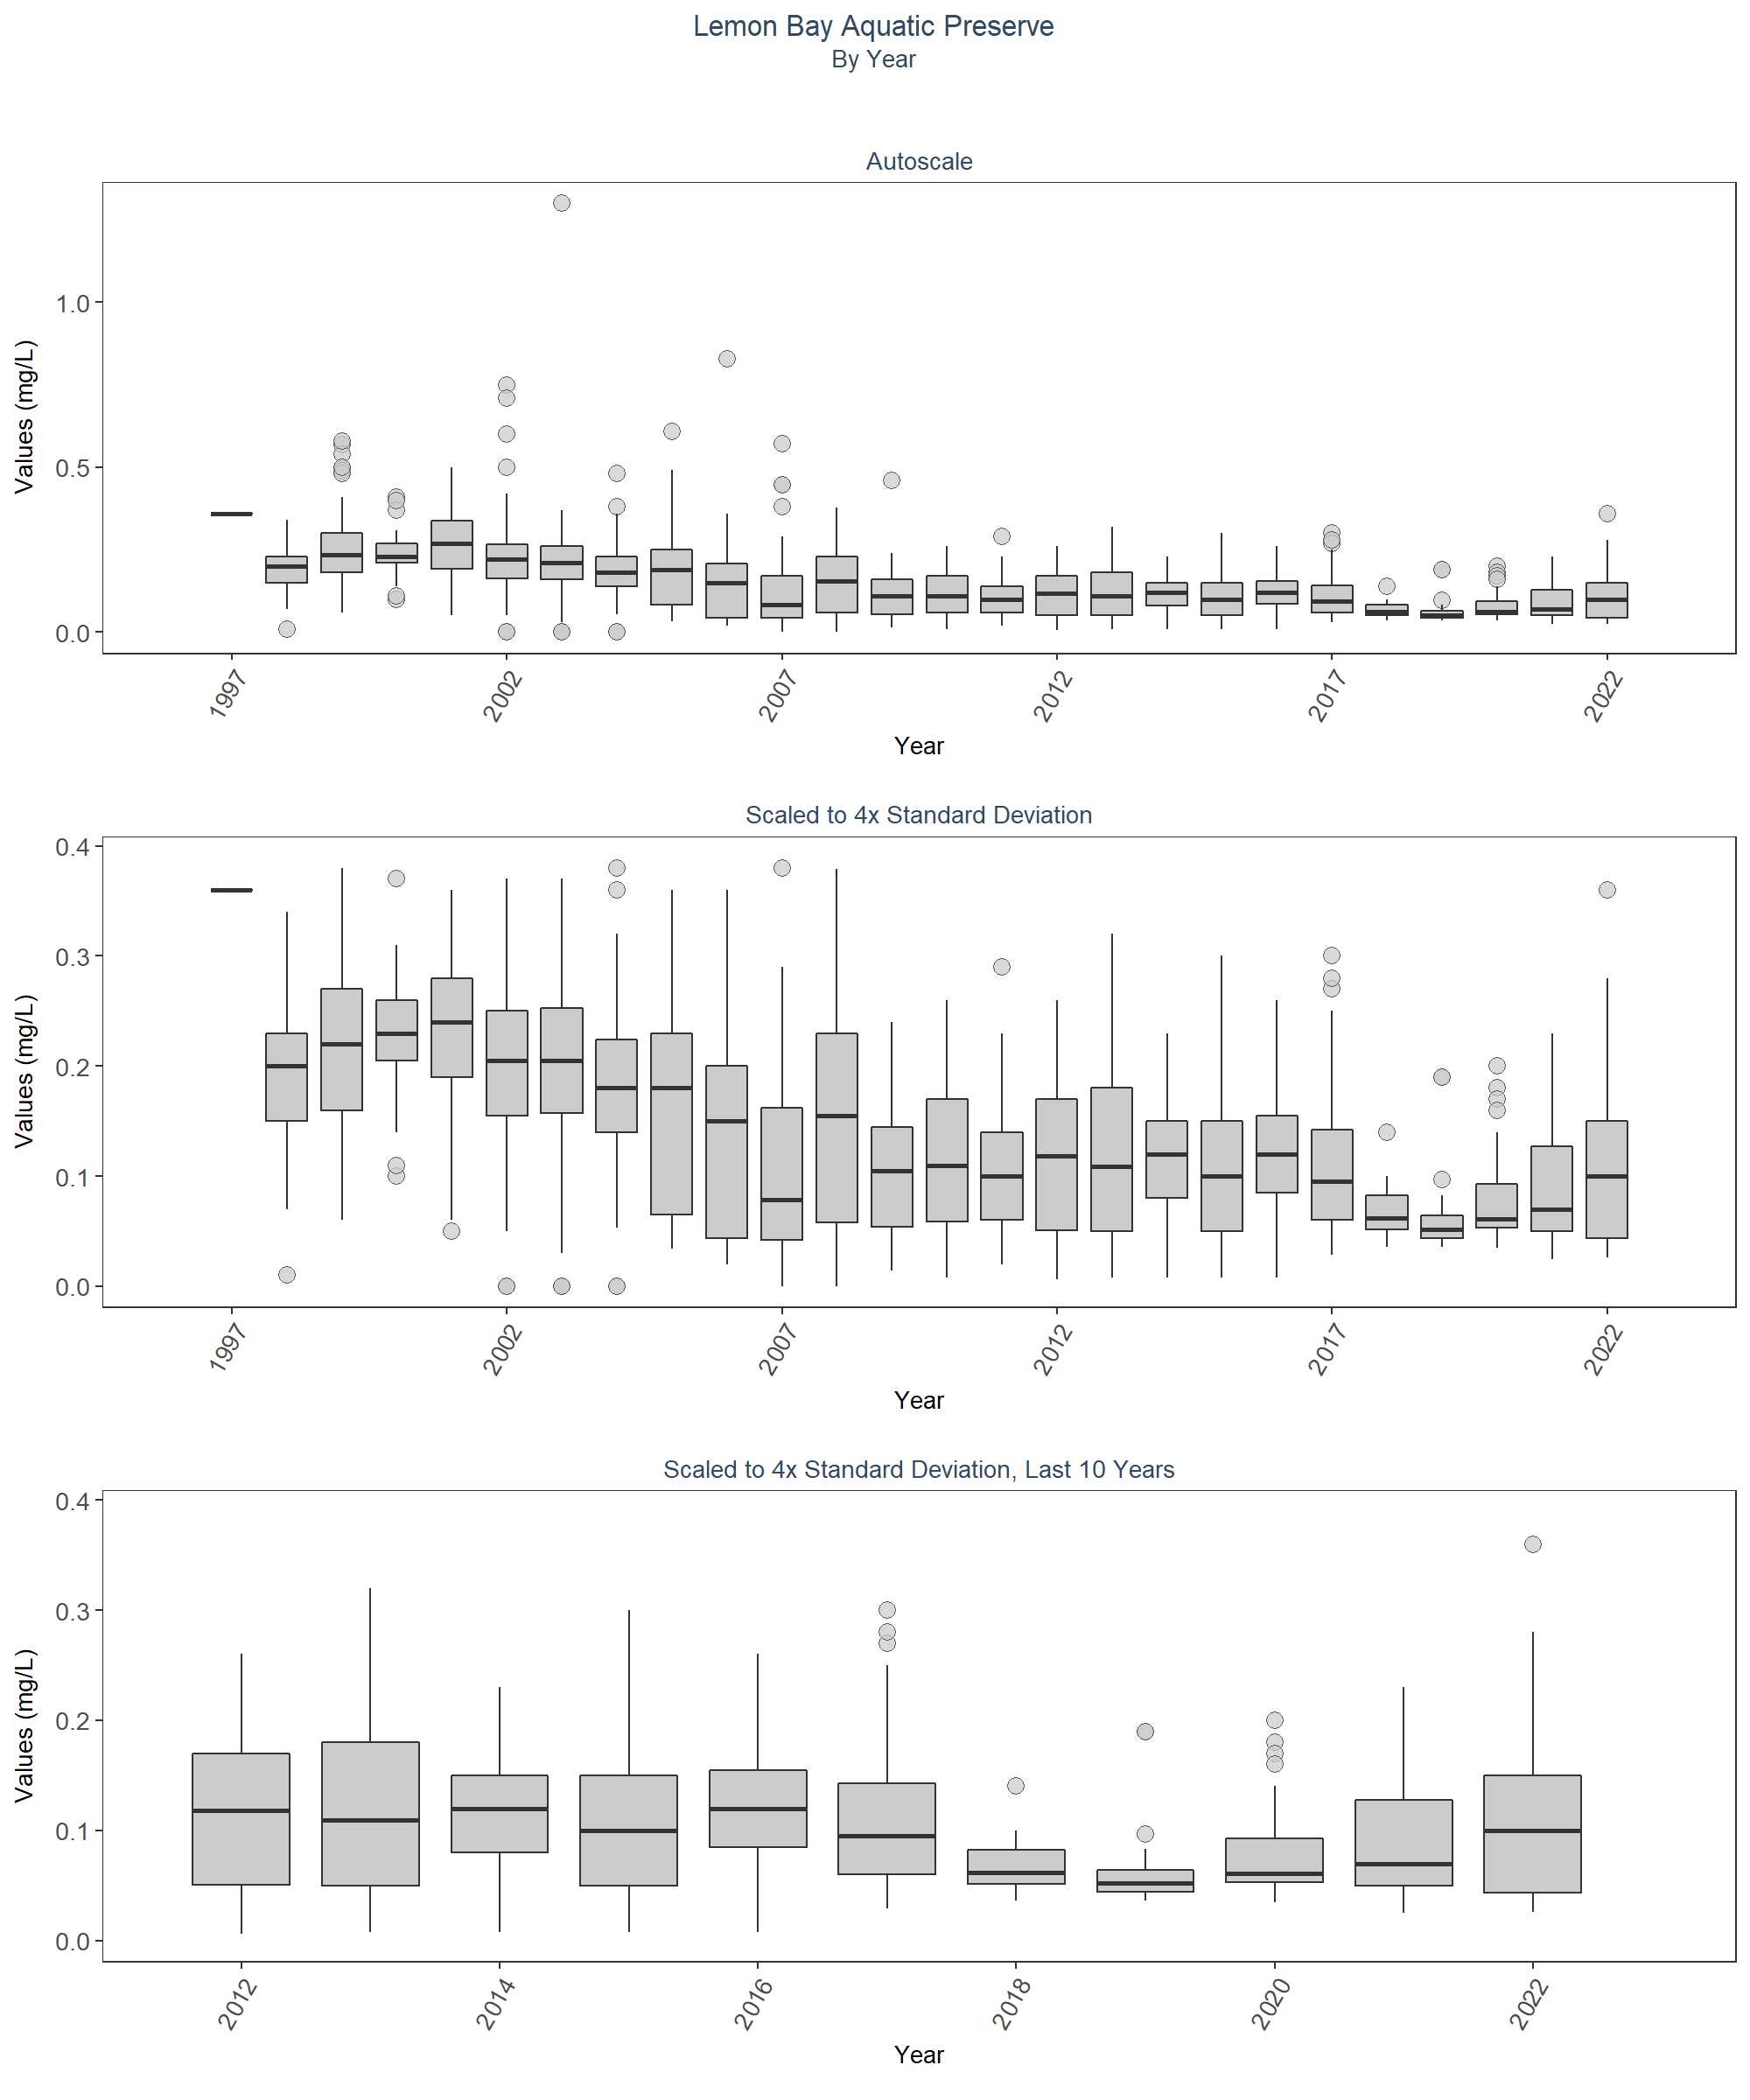 Lemon Bay Aquatic Preserve
By Year
Autoscale
Values (mg/L)
1.0
0.5
0.0
1997 2002 2007 2012 2017 2022
Year
Scaled to 4x Standard Deviation
Values (mg/L)
0.4
0.3
0.2
0.1
0.0
1997 2002 2007 2012 2017 2022
Year
Scaled to 4x Standard Deviation, Last 10 Years
Values (mg/L)
0.4
0.3
0.2
0.1
0.0
2012 2014 2016 2018 2020 2022
Year